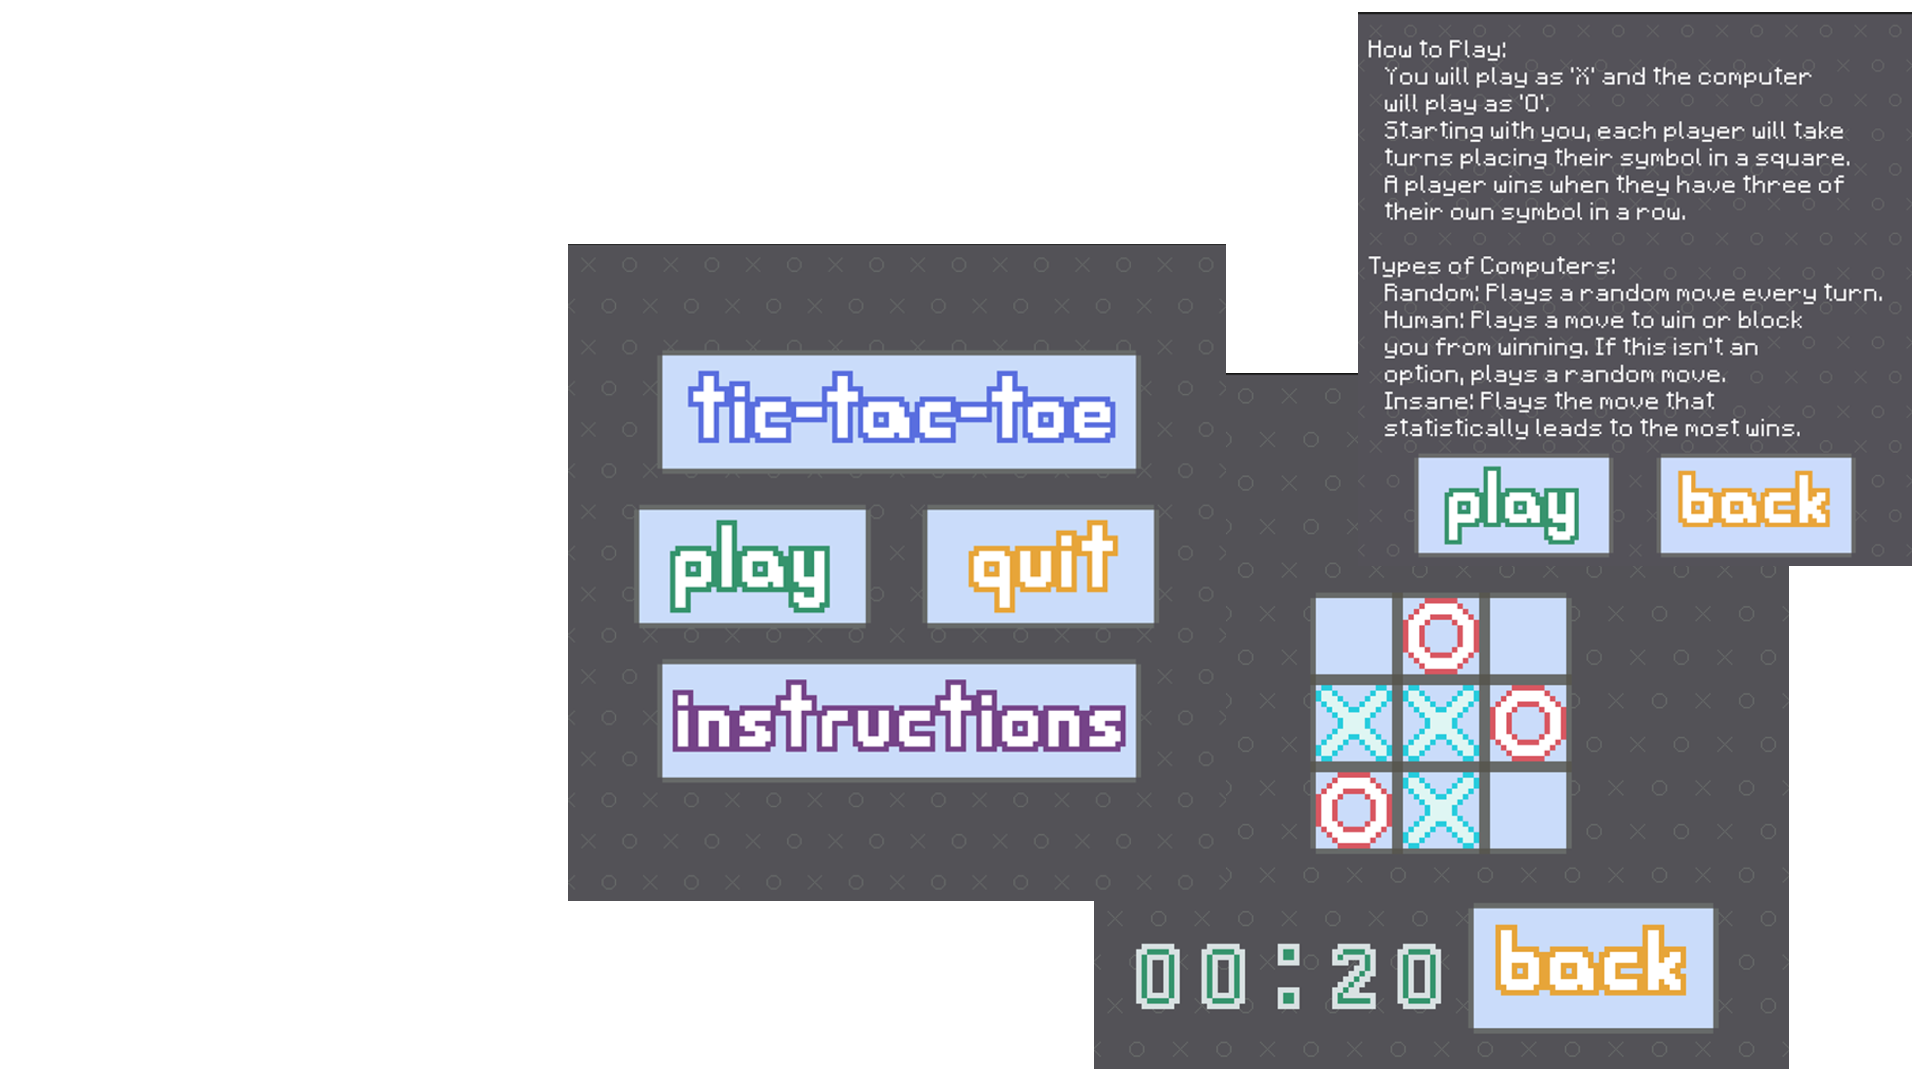 tic-tac-toe
play
quit
instructions
How to Play:
You will play as 'X' and the computer
will play as 'O'.
Starting with you, each player will take
turns placing their symbol in a square.
A player wins when they have three of
their own symbol in a row.
Types of Computers:
Random: Plays a random move every turn.
Human: Plays a move to win or block
you from winning. If this isn't an
option, plays a random move.
Insane: Plays the move that
statistically leads to the most wins.
play
back
O
X X O
O X
00:20
back